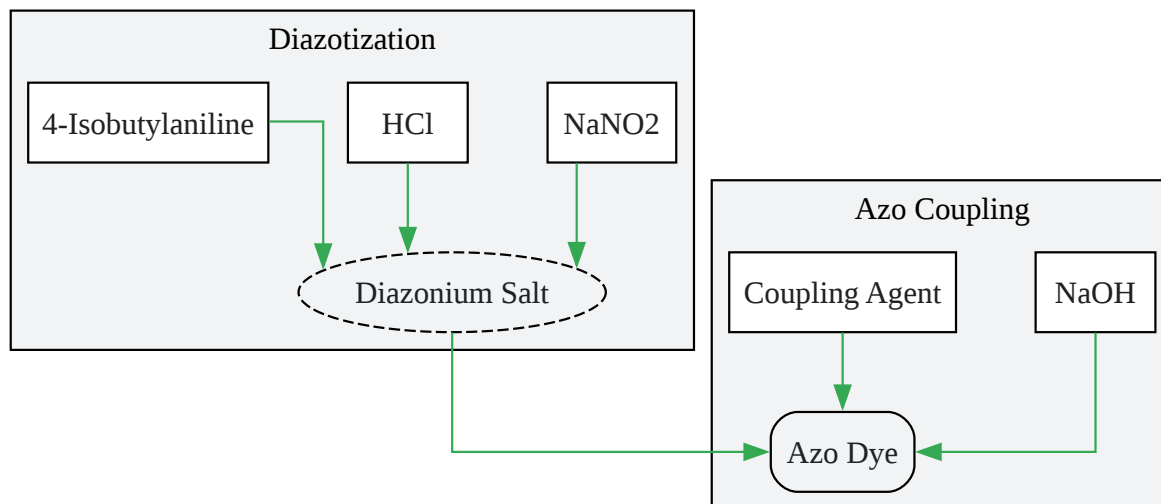 Diazotization
4-Isobutylaniline
HCl
NaNO2
Diazonium Salt
Azo Coupling
Coupling Agent
NaOH
Azo Dye